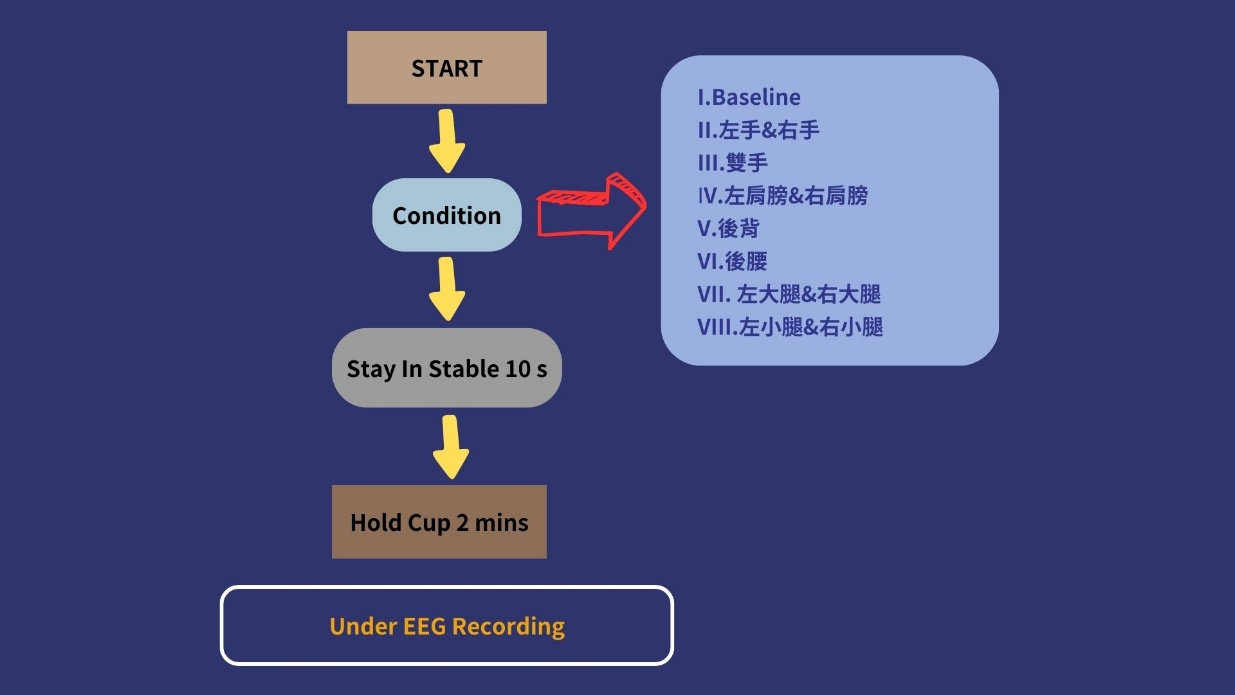 START
Condition
Stay In Stable 10 s
Hold Cup 2 mins
Under EEG Recording
I.Baseline
II.左手&右手
III.雙手
IV.左肩膀&右肩膀
V.後背
VI.後腰
VII. 左大腿&右大腿
VIII.左小腿&右小腿